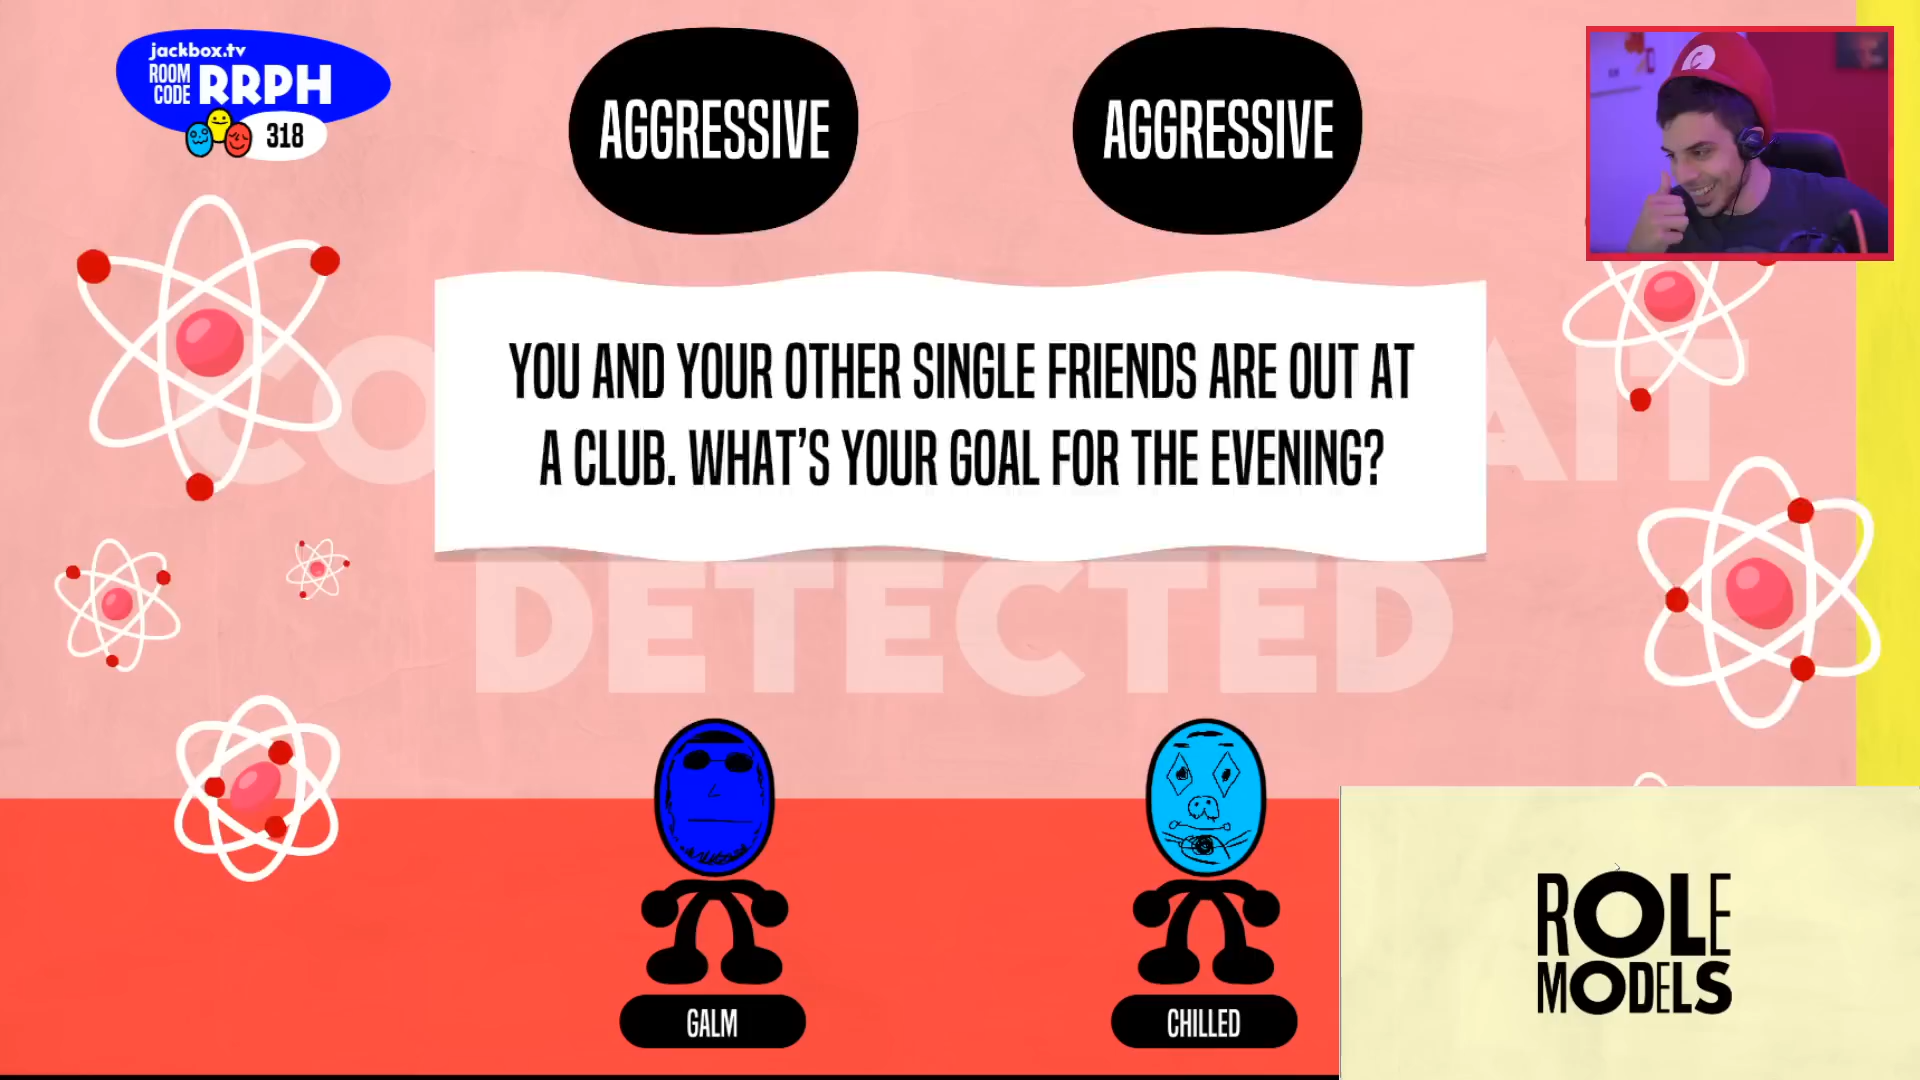 jackbox.tv
ROOM CODE RRPH
318
AGGRESSIVE
AGGRESSIVE
YOU AND YOUR OTHER SINGLE FRIENDS ARE OUT AT
A CLUB. WHAT'S YOUR GOAL FOR THE EVENING?
DETECTED
GALM
CHILLED
ROLE
MODELS